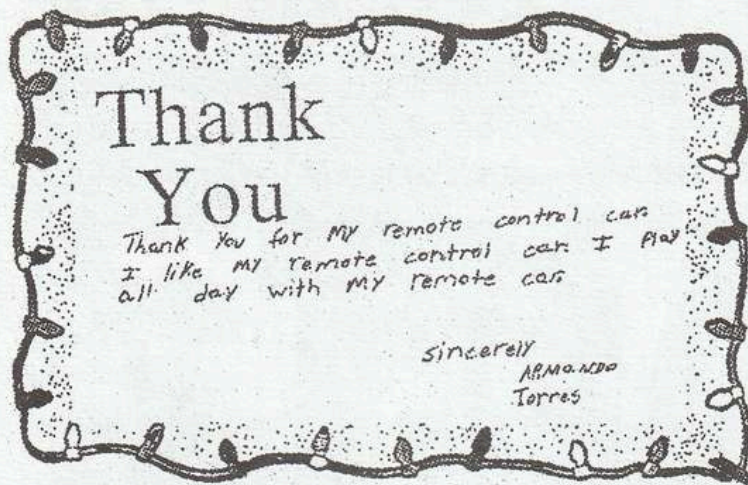 Thank
You
Thank You for my remote control car.
I like my remote control car. I Play
all day with my remote car.
sincerely
ARMANDO
Torres